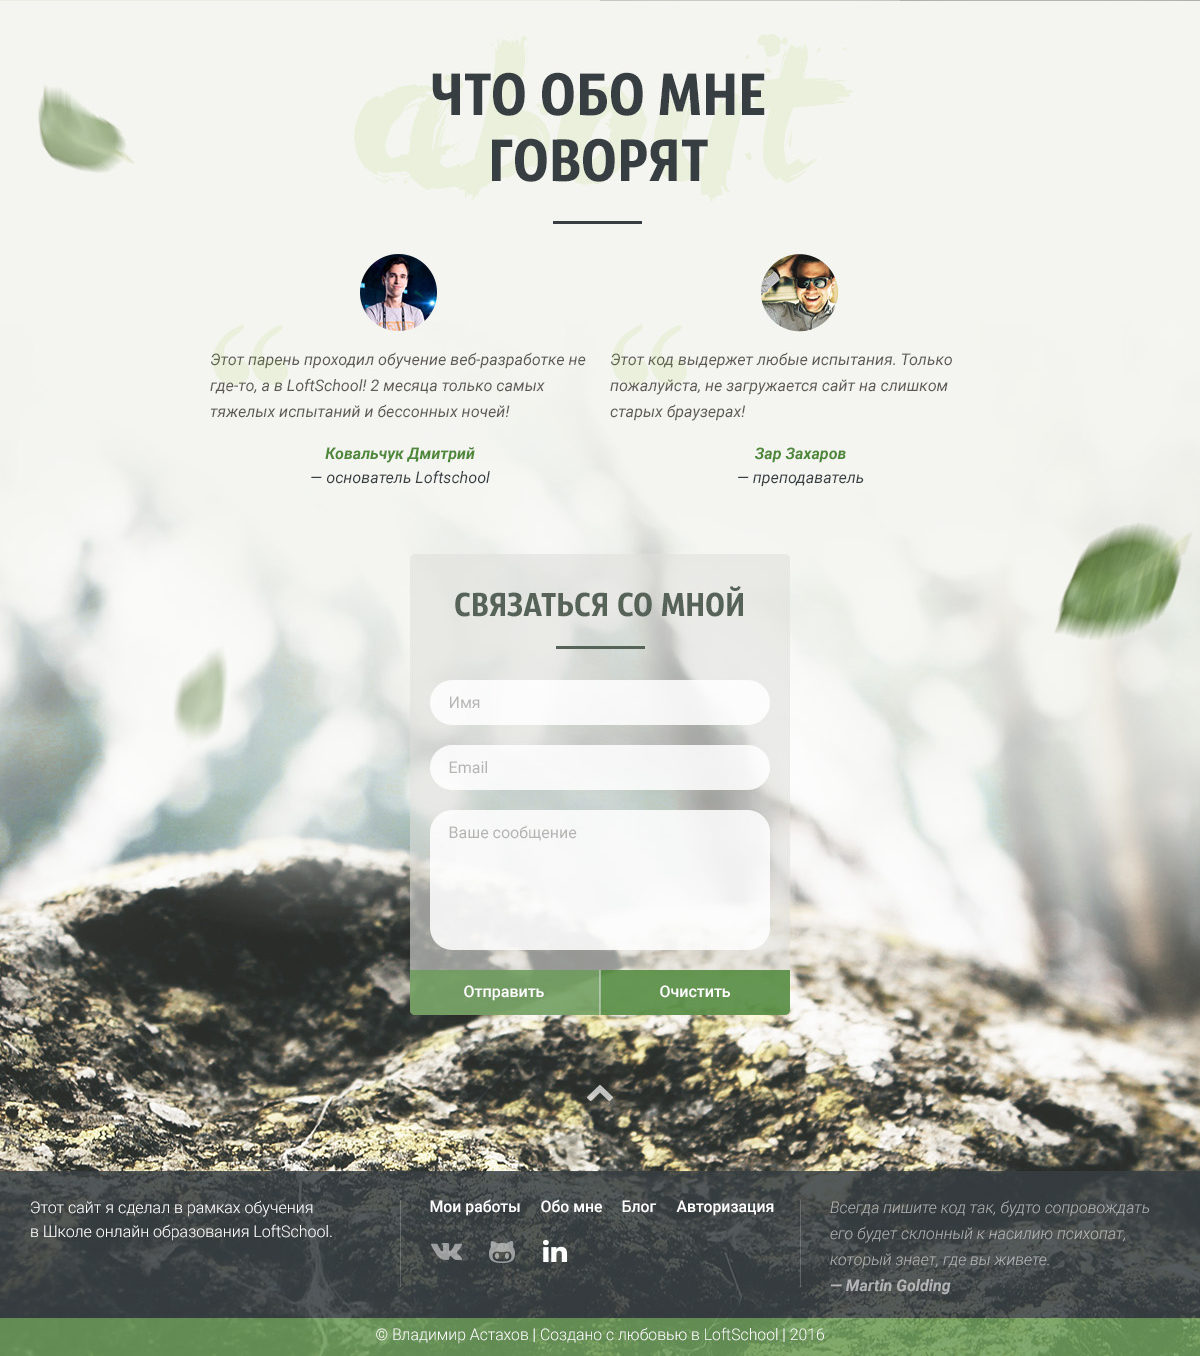 about
ЧТО ОБО МНЕ
ГОВОРЯТ
“
Этот парень проходил обучение веб-разработке не
где-то, а в LoftSchool! 2 месяца только самых
тяжелых испытаний и бессонных ночей!
Ковальчук Дмитрий
— основатель Loftschool
“
Этот код выдержет любые испытания. Только
пожалуйста, не загружается сайт на слишком
старых браузерах!
Зар Захаров
— преподаватель
СВЯЗАТЬСЯ СО МНОЙ
Имя
Email
Ваше сообщение
Отправить
Очистить
Этот сайт я сделал в рамках обучения
в Школе онлайн образования LoftSchool.
Мои работы Обо мне Блог Авторизация
in
Всегда пишите код так, будто сопровождать
его будет склонный к насилию психопат,
который знает, где вы живете.
— Martin Golding
© Владимир Астахов | Создано с любовью в LoftSchool | 2016